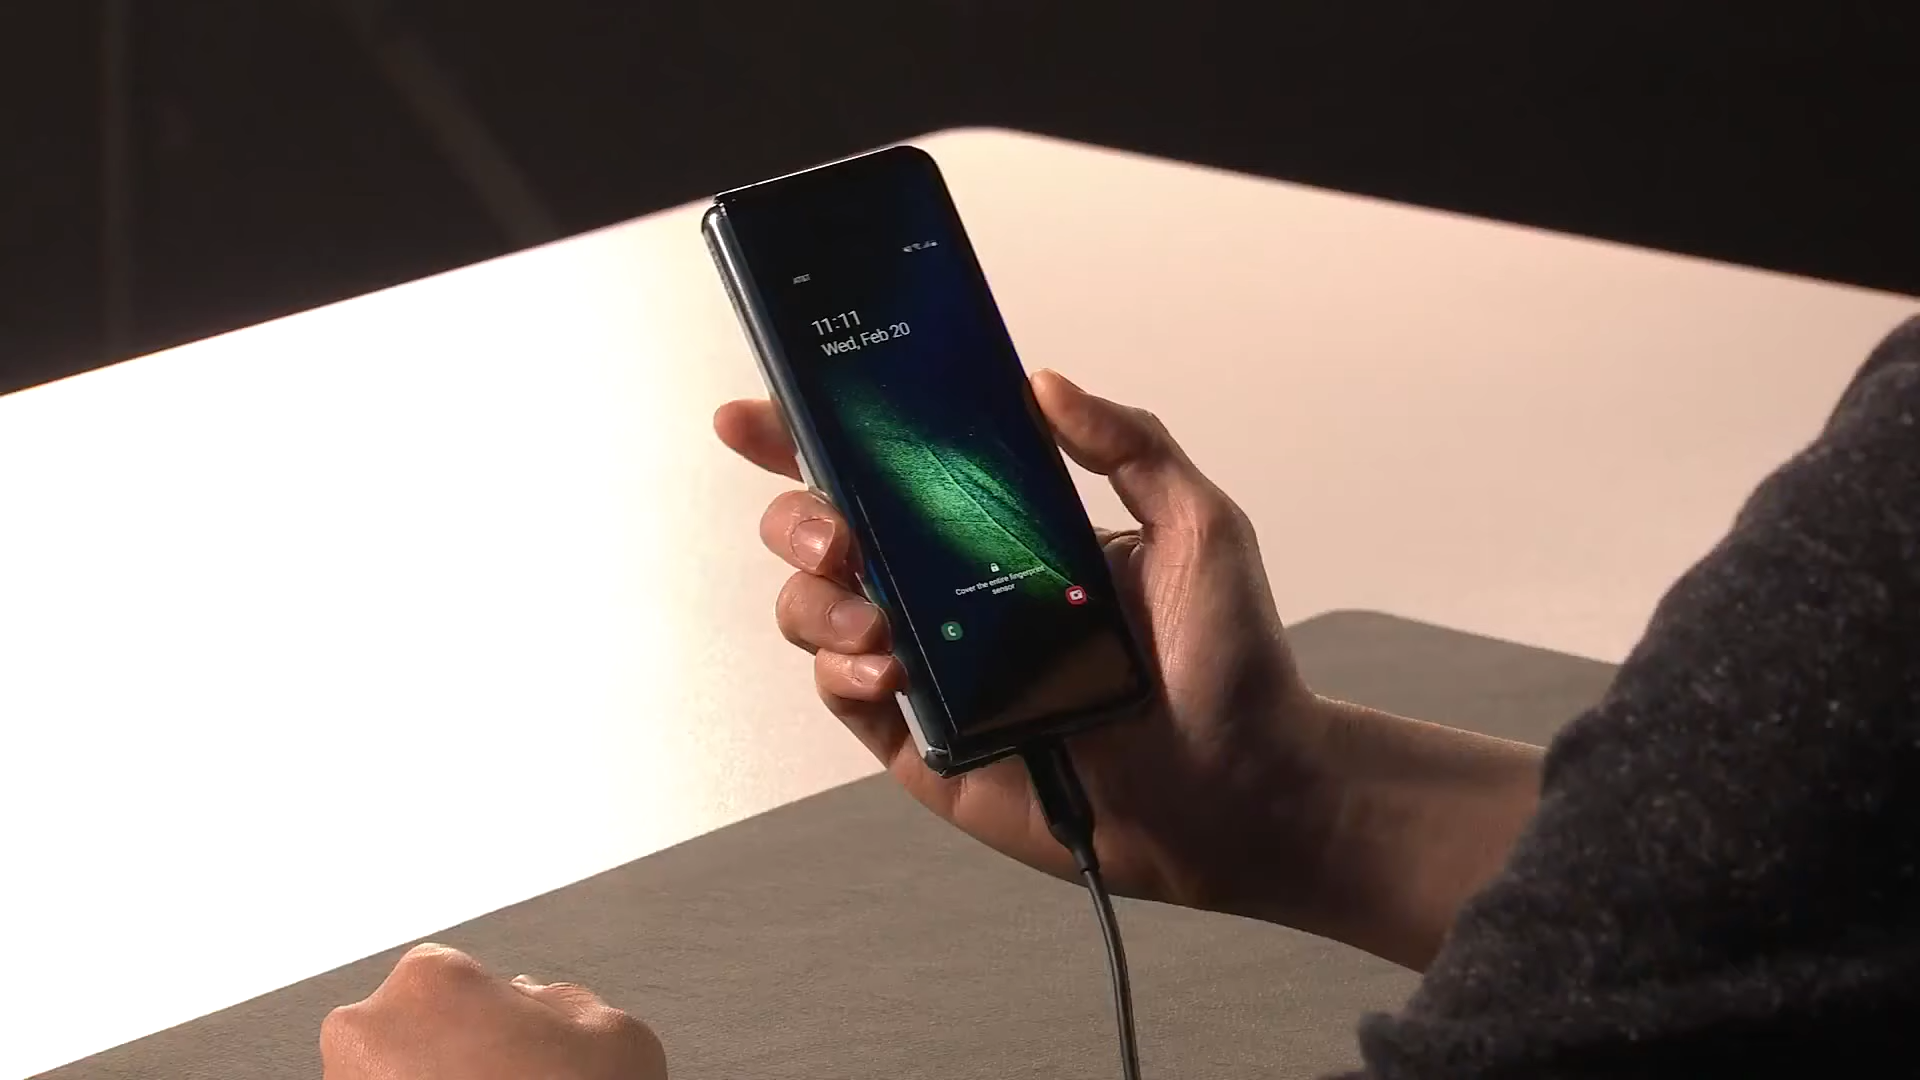 AT&T
11:11
Wed, Feb 20
Cover the entire fingerprint
sensor